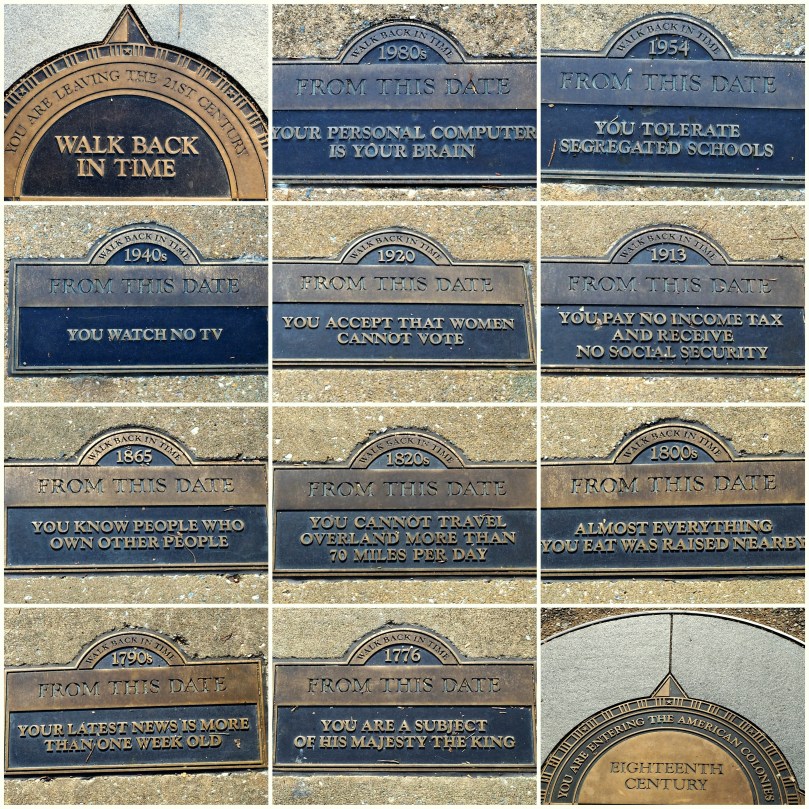 YOU ARE LEAVING THE 21ST CENTURY
WALK BACK
IN TIME
WALK BACK IN TIME
1980s
FROM THIS DATE
YOUR PERSONAL COMPUTER
IS YOUR BRAIN
WALK BACK IN TIME
1954
FROM THIS DATE
YOU TOLERATE
SEGREGATED SCHOOLS
WALK BACK IN TIME
1940s
FROM THIS DATE
YOU WATCH NO TV
WALK BACK IN TIME
1920
FROM THIS DATE
YOU ACCEPT THAT WOMEN
CANNOT VOTE
WALK BACK IN TIME
1913
FROM THIS DATE
YOU PAY NO INCOME TAX
AND RECEIVE
NO SOCIAL SECURITY
WALK BACK IN TIME
1865
FROM THIS DATE
YOU KNOW PEOPLE WHO
OWN OTHER PEOPLE
WALK BACK IN TIME
1820s
FROM THIS DATE
YOU CANNOT TRAVEL
OVERLAND MORE THAN
70 MILES PER DAY
WALK BACK IN TIME
1800s
FROM THIS DATE
ALMOST EVERYTHING
YOU EAT WAS RAISED NEARBY
WALK BACK IN TIME
1790s
FROM THIS DATE
YOUR LATEST NEWS IS MORE
THAN ONE WEEK OLD
WALK BACK IN TIME
1776
FROM THIS DATE
YOU ARE A SUBJECT
OF HIS MAJESTY THE KING
YOU ARE ENTERING THE AMERICAN COLONIES
EIGHTEENTH
CENTURY